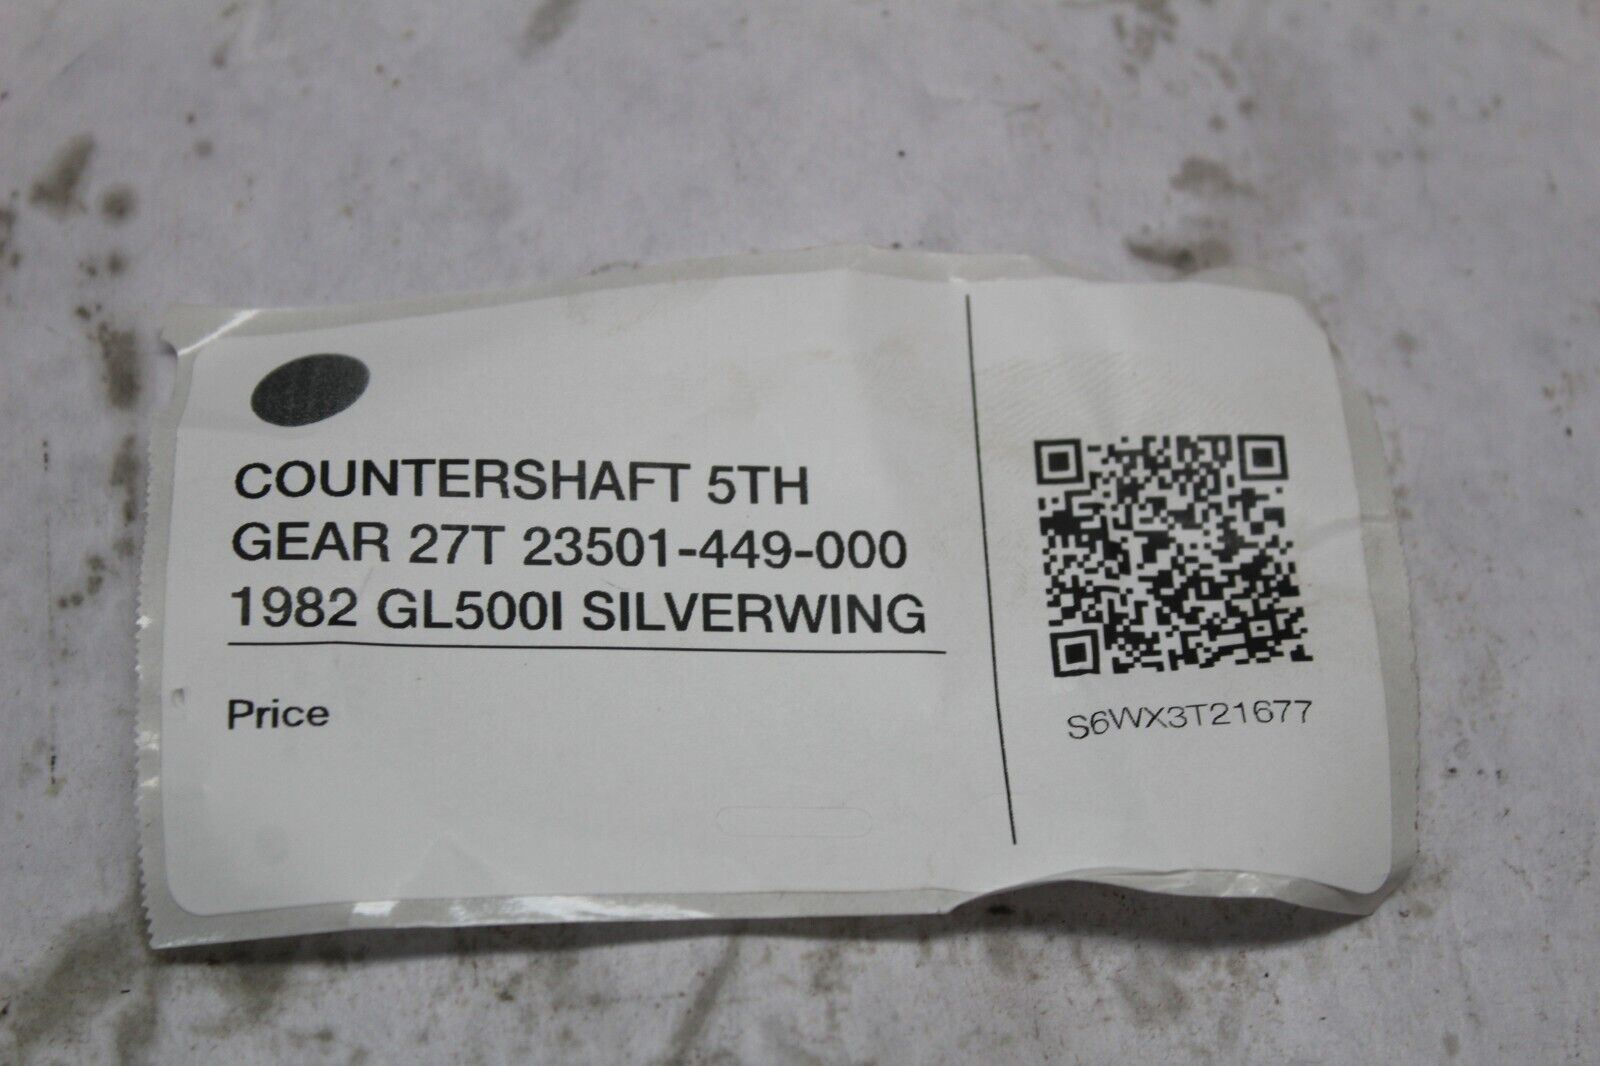 COUNTERSHAFT 5TH
GEAR 27T 23501-449-000
1982 GL500I SILVERWING
Price
S6WX3T21677